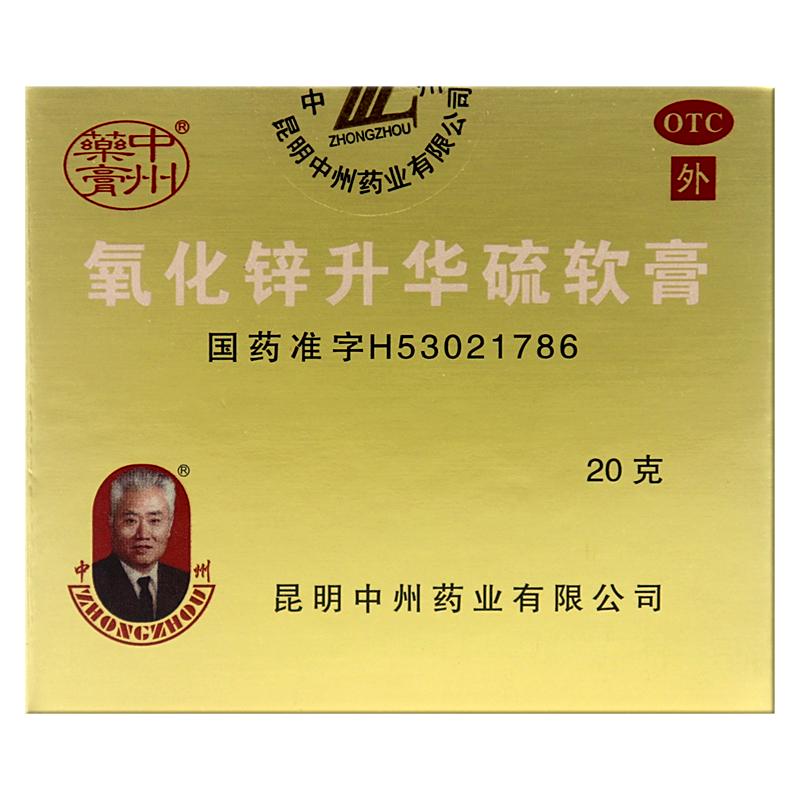 中 州
ZHONGZHOU
昆明中州药业有限公司
中州
藥膏
®
OTC
外
氧化锌升华硫软膏
国药准字H53021786
20克
®
中 州
ZHONGZHOU
昆明中州药业有限公司